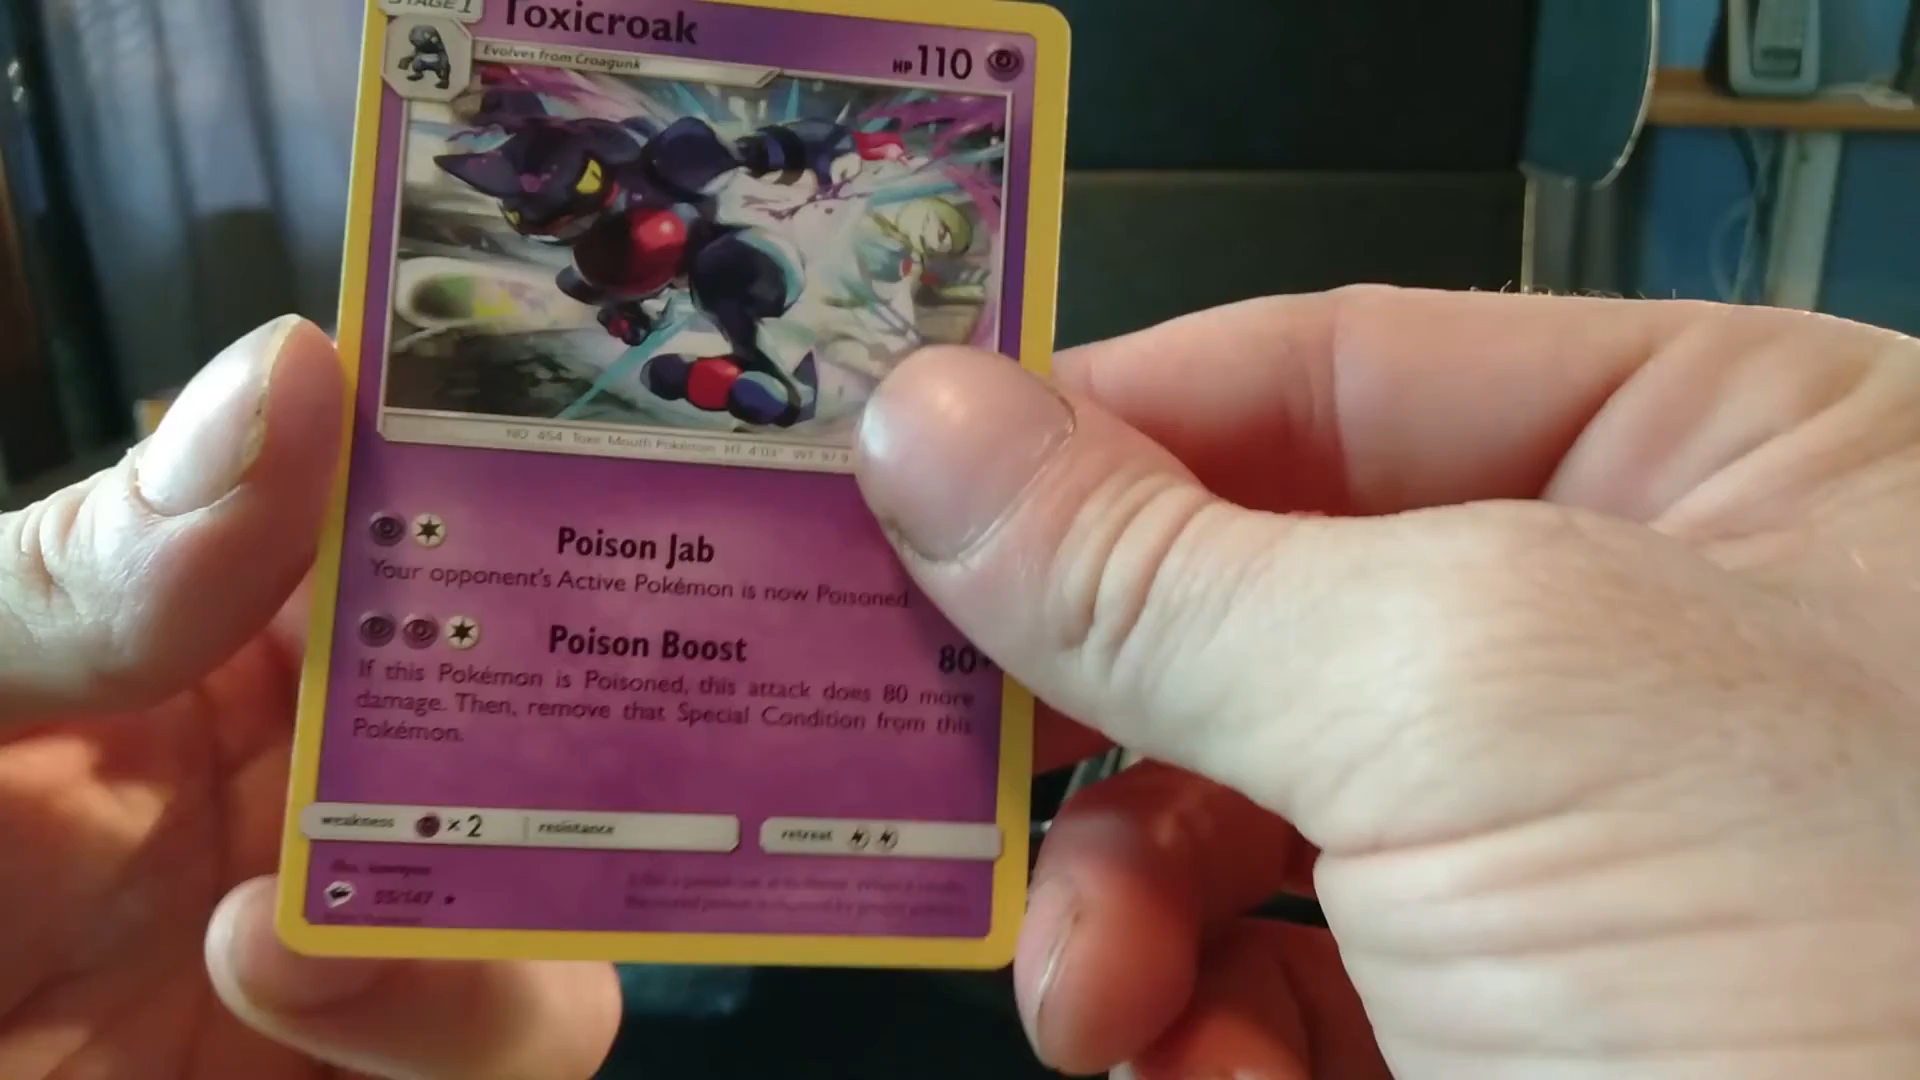 STAGE 1
Toxicroak
Evolves from Croagunk
HP 110
NO. 454 Toxic Mouth Pokémon HT 4'03" WT 97.9
Poison Jab
Your opponent's Active Pokémon is now Poisoned.
Poison Boost 80+
If this Pokémon is Poisoned, this attack does 80 more
damage. Then, remove that Special Condition from this
Pokémon.
weakness ×2 resistance
retreat
55/147